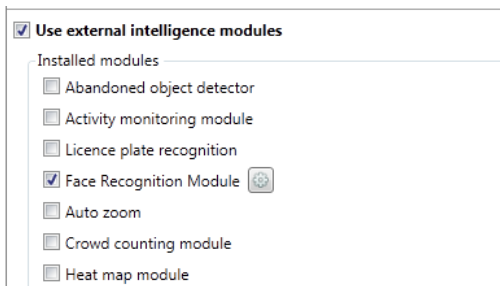 Use external intelligence modules
Installed modules
Abandoned object detector
Activity monitoring module
Licence plate recognition
Face Recognition Module
Auto zoom
Crowd counting module
Heat map module